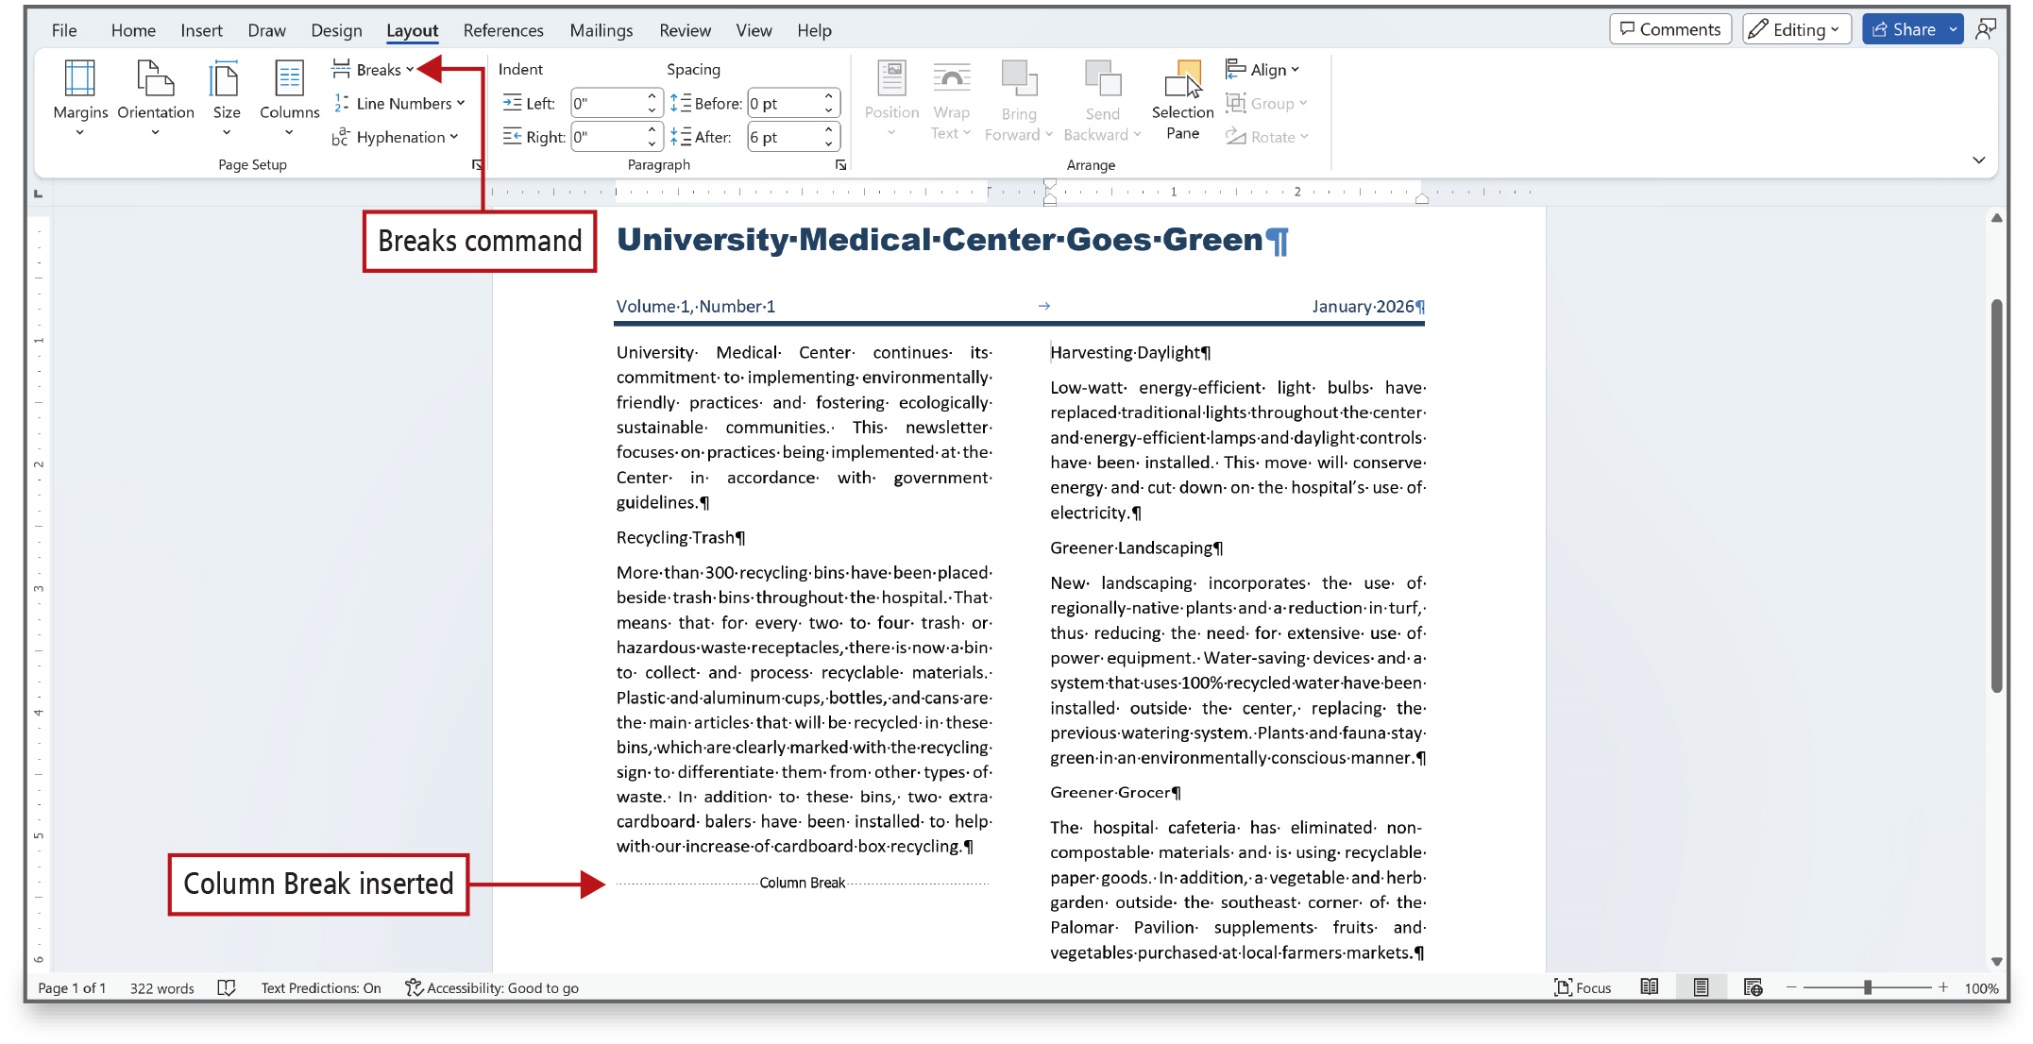 File Home Insert Draw Design Layout References Mailings Review View Help Comments Editing Share
Breaks Indent Spacing Align
Margins Orientation Size Columns Line Numbers Left: 0" Before: 0 pt Position Wrap Text Bring Forward Send Backward Selection Pane Group
Hyphenation Right: 0" After: 6 pt Rotate
Page Setup Paragraph Arrange
1 2
Breaks command
University·Medical·Center·Goes·Green¶
Volume·1,·Number·1 → January·2026¶
University· Medical· Center· continues· its·
commitment· to· implementing· environmentally·
friendly· practices· and· fostering· ecologically·
sustainable· communities.· This· newsletter·
focuses·on·practices·being·implemented·at·the·
Center· in· accordance· with· government·
guidelines.¶
Recycling·Trash¶
More·than·300·recycling·bins·have·been·placed·
beside·trash·bins·throughout·the·hospital.·That·
means· that· for· every· two· to· four· trash· or·
hazardous·waste·receptacles,·there·is·now·a·bin·
to· collect· and· process· recyclable· materials.·
Plastic·and·aluminum·cups,·bottles,·and·cans·are·
the·main·articles·that·will·be·recycled·in·these·
bins,·which·are·clearly·marked·with·the·recycling·
sign·to·differentiate·them·from·other·types·of·
waste.· In· addition· to· these· bins,· two· extra·
cardboard· balers· have· been· installed· to· help·
with·our·increase·of·cardboard·box·recycling.¶
Column Break
Column Break inserted
Harvesting·Daylight¶
Low-watt· energy-efficient· light· bulbs· have·
replaced·traditional·lights·throughout·the·center·
and·energy-efficient·lamps·and·daylight·controls·
have· been· installed.· This· move· will· conserve·
energy· and· cut· down· on· the· hospital’s· use· of·
electricity.¶
Greener·Landscaping¶
New· landscaping· incorporates· the· use· of·
regionally-native·plants·and·a·reduction·in·turf,·
thus· reducing· the· need· for· extensive· use· of·
power· equipment.· Water-saving· devices· and· a·
system·that·uses·100%·recycled·water·have·been·
installed· outside· the· center,· replacing· the·
previous·watering·system.·Plants·and·fauna·stay·
green·in·an·environmentally·conscious·manner.¶
Greener·Grocer¶
The· hospital· cafeteria· has· eliminated· non-
compostable· materials· and· is· using· recyclable·
paper·goods.·In·addition,·a·vegetable·and·herb·
garden· outside· the· southeast· corner· of· the·
Palomar· Pavilion· supplements· fruits· and·
vegetables·purchased·at·local·farmers·markets.¶
1
2
3
4
5
6
Page 1 of 1 322 words Text Predictions: On Accessibility: Good to go Focus 100%